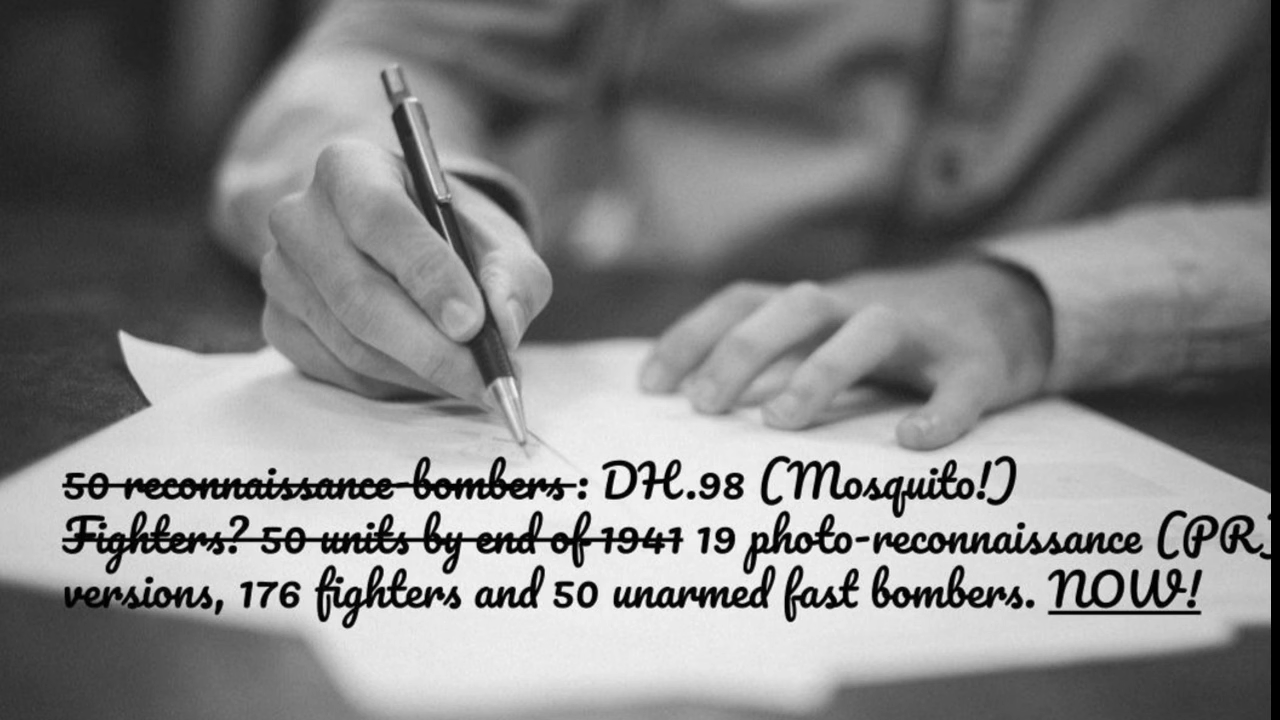 50 reconnaissance-bombers : DH.98 (Mosquito!)
Fighters? 50 units by end of 1941 19 photo-reconnaissance (PR)
versions, 176 fighters and 50 unarmed fast bombers. NOW!